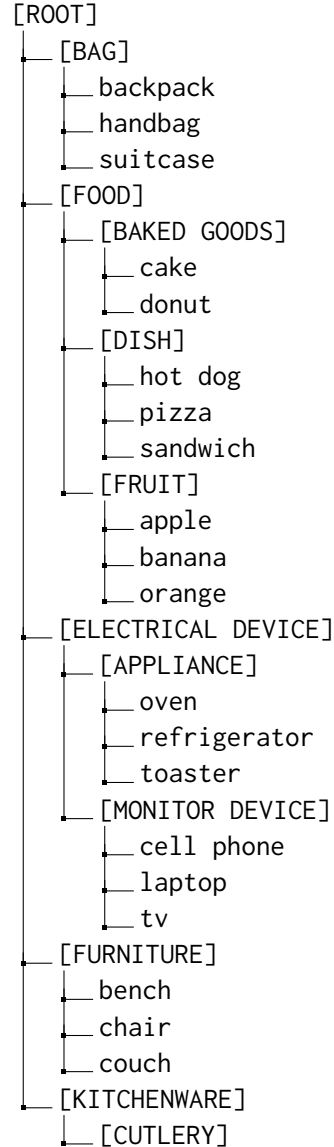 [ROOT]
[BAG]
backpack
handbag
suitcase
[FOOD]
[BAKED GOODS]
cake
donut
[DISH]
hot dog
pizza
sandwich
[FRUIT]
apple
banana
orange
[ELECTRICAL DEVICE]
[APPLIANCE]
oven
refrigerator
toaster
[MONITOR DEVICE]
cell phone
laptop
tv
[FURNITURE]
bench
chair
couch
[KITCHENWARE]
[CUTLERY]